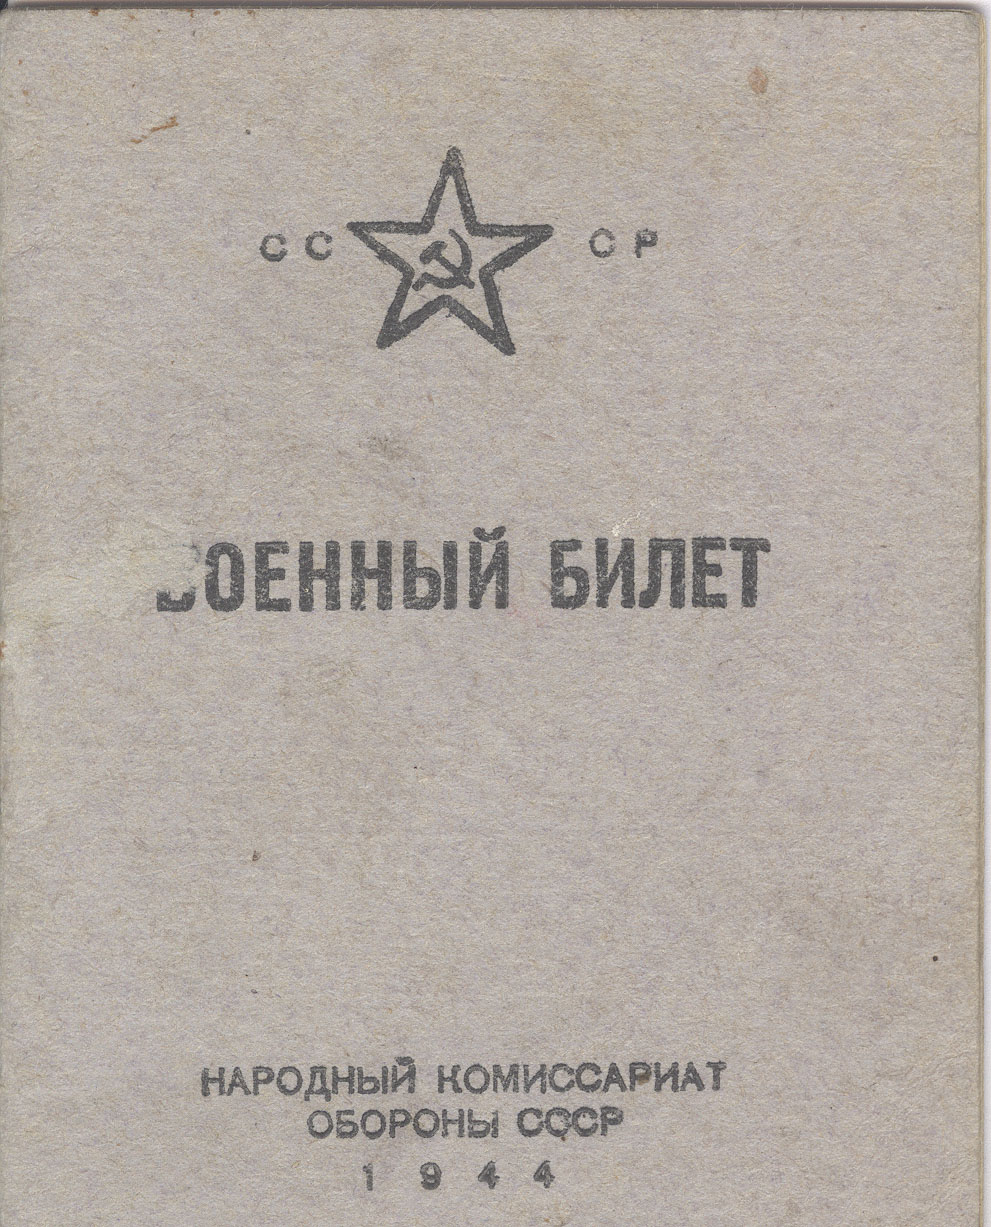 СС СР
ВОЕННЫЙ БИЛЕТ
НАРОДНЫЙ КОМИССАРИАТ
ОБОРОНЫ СССР
1944